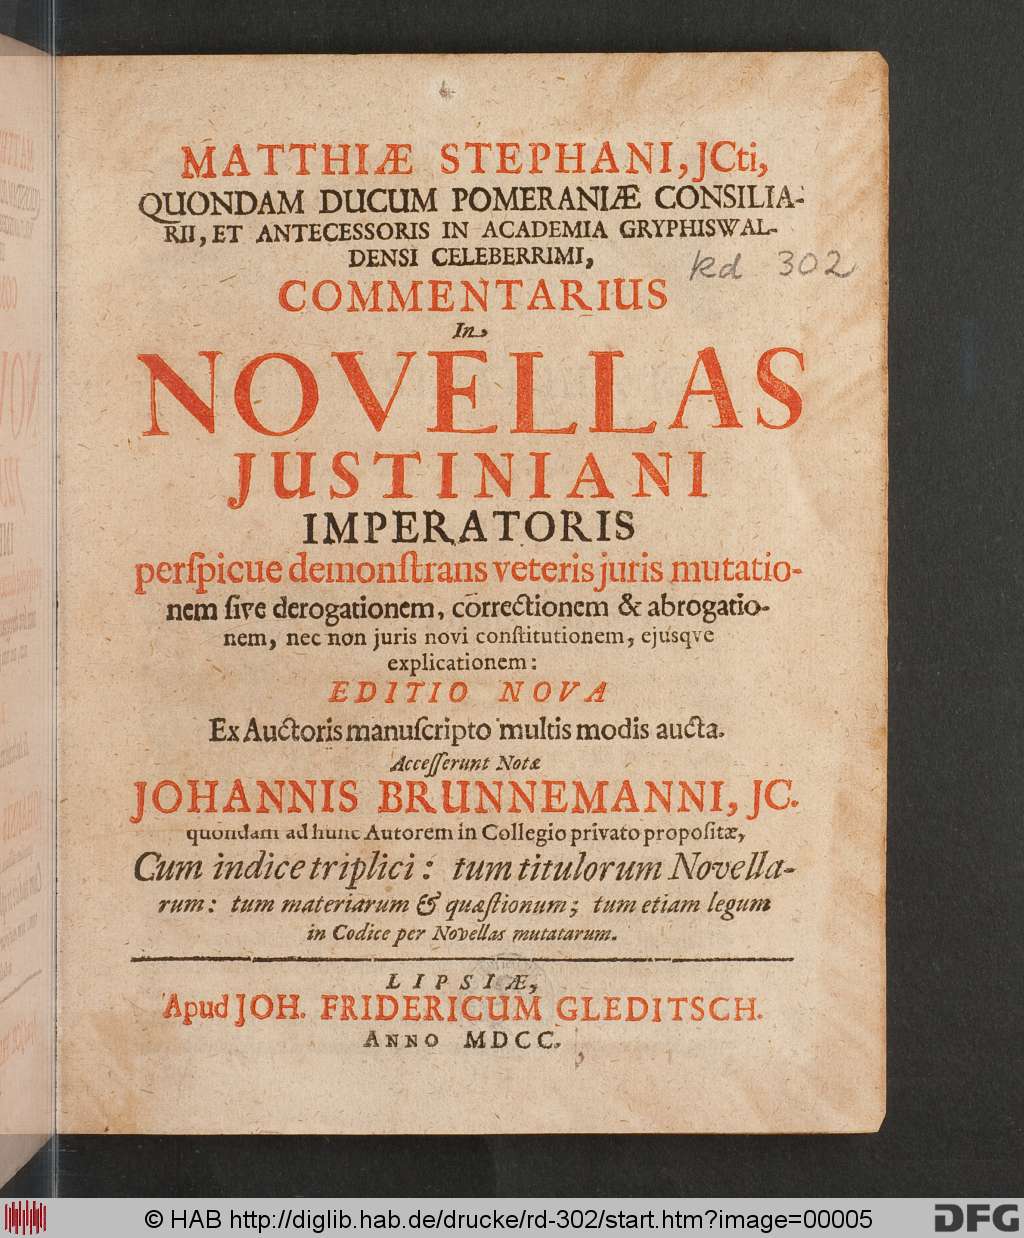 MATTHIÆ STEPHANI, JCti,
QUONDAM DUCUM POMERANIÆ CONSILIA-
RII, ET ANTECESSORIS IN ACADEMIA GRYPHISWAL-
DENSI CELEBERRIMI,
kd 302
COMMENTARIUS
In
NOVELLAS
JUSTINIANI
IMPERATORIS
perſpicue demonſtrans veteris juris mutatio-
nem ſive derogationem, correctionem & abrogatio-
nem, nec non juris novi conſtitutionem, ejusqve
explicationem:
EDITIO NOVA
Ex Auctoris manuſcripto multis modis aucta.
Acceſſerunt Notæ
JOHANNIS BRUNNEMANNI, JC.
quondam ad hunc Autorem in Collegio privato propoſitæ,
Cum indice triplici: tum titulorum Novella-
rum: tum materiarum & quæſtionum; tum etiam legum
in Codice per Novellas mutatarum.
LIPSIÆ,
Apud JOH. FRIDERICUM GLEDITSCH.
ANNO MDCC.
© HAB http://diglib.hab.de/drucke/rd-302/start.htm?image=00005
DFG